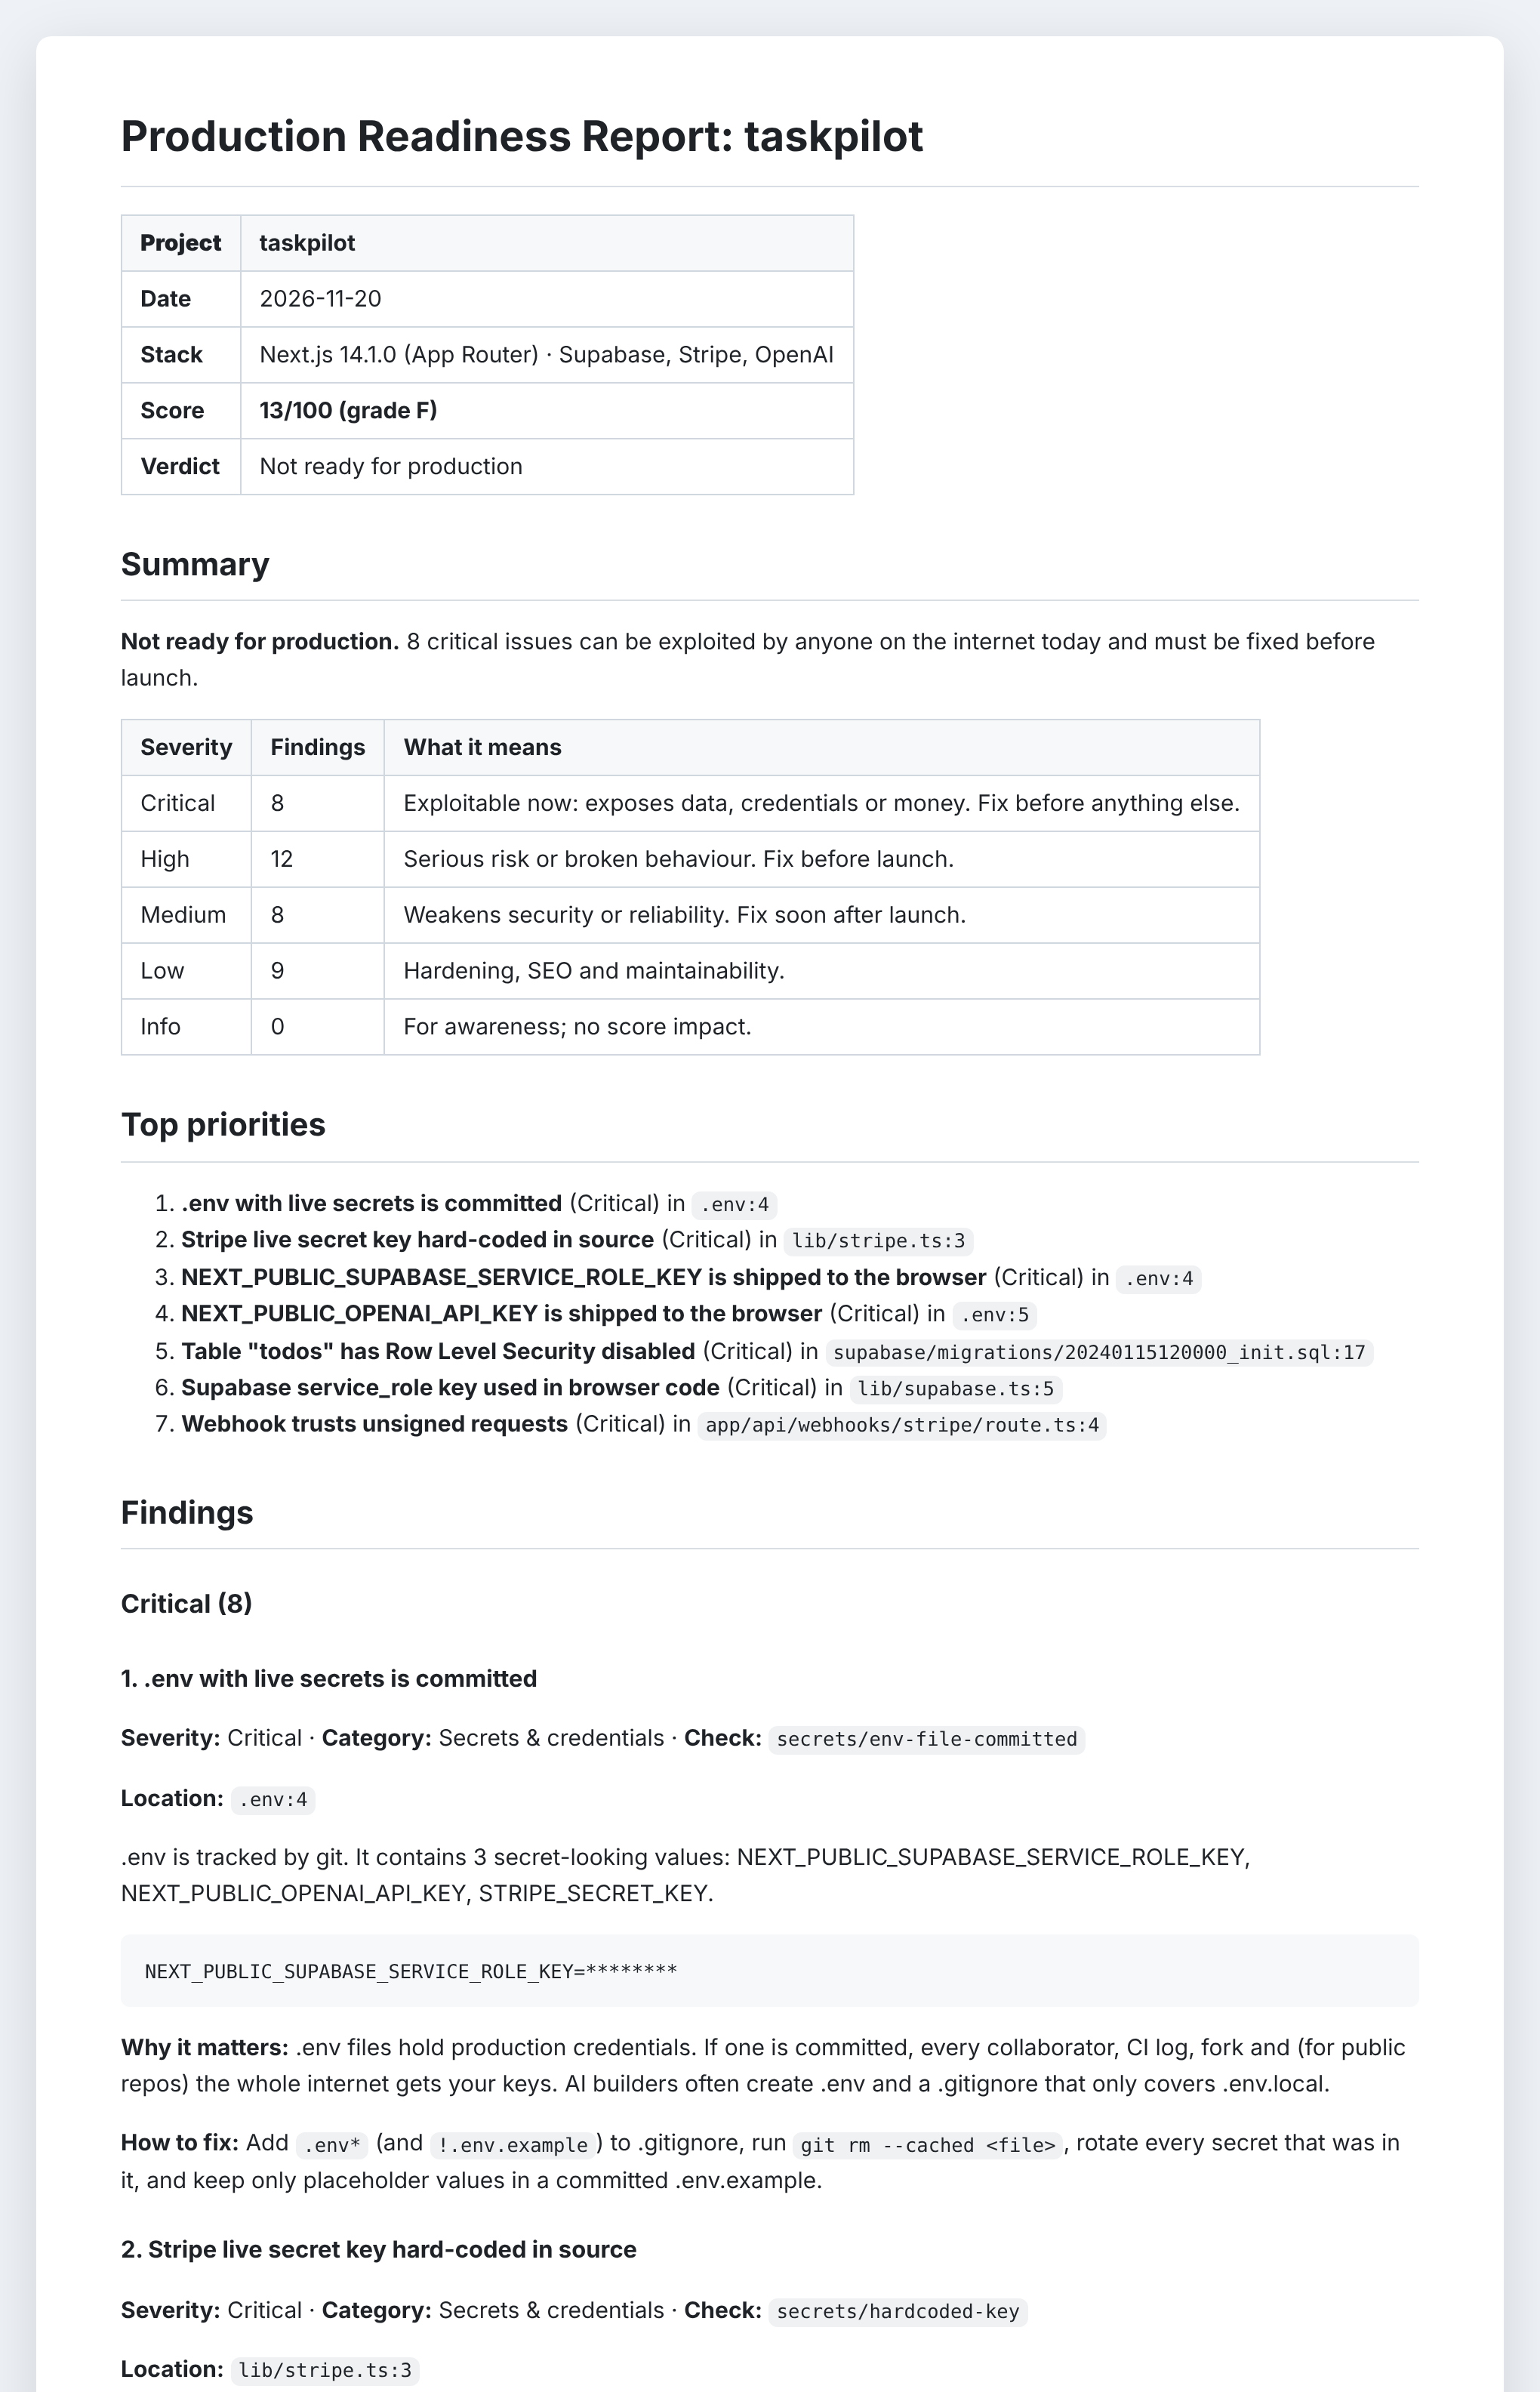 Production Readiness Report: taskpilot
Project taskpilot
Date 2026-11-20
Stack Next.js 14.1.0 (App Router) · Supabase, Stripe, OpenAI
Score 13/100 (grade F)
Verdict Not ready for production
Summary
Not ready for production. 8 critical issues can be exploited by anyone on the internet today and must be fixed before
launch.
Severity Findings What it means
Critical 8 Exploitable now: exposes data, credentials or money. Fix before anything else.
High 12 Serious risk or broken behaviour. Fix before launch.
Medium 8 Weakens security or reliability. Fix soon after launch.
Low 9 Hardening, SEO and maintainability.
Info 0 For awareness; no score impact.
Top priorities
1. .env with live secrets is committed (Critical) in .env:4
2. Stripe live secret key hard-coded in source (Critical) in lib/stripe.ts:3
3. NEXT_PUBLIC_SUPABASE_SERVICE_ROLE_KEY is shipped to the browser (Critical) in .env:4
4. NEXT_PUBLIC_OPENAI_API_KEY is shipped to the browser (Critical) in .env:5
5. Table "todos" has Row Level Security disabled (Critical) in supabase/migrations/20240115120000_init.sql:17
6. Supabase service_role key used in browser code (Critical) in lib/supabase.ts:5
7. Webhook trusts unsigned requests (Critical) in app/api/webhooks/stripe/route.ts:4
Findings
Critical (8)
1. .env with live secrets is committed
Severity: Critical · Category: Secrets & credentials · Check: secrets/env-file-committed
Location: .env:4
.env is tracked by git. It contains 3 secret-looking values: NEXT_PUBLIC_SUPABASE_SERVICE_ROLE_KEY,
NEXT_PUBLIC_OPENAI_API_KEY, STRIPE_SECRET_KEY.
NEXT_PUBLIC_SUPABASE_SERVICE_ROLE_KEY=********
Why it matters: .env files hold production credentials. If one is committed, every collaborator, CI log, fork and (for public
repos) the whole internet gets your keys. AI builders often create .env and a .gitignore that only covers .env.local.
How to fix: Add .env* (and !.env.example) to .gitignore, run git rm --cached <file>, rotate every secret that was in
it, and keep only placeholder values in a committed .env.example.
2. Stripe live secret key hard-coded in source
Severity: Critical · Category: Secrets & credentials · Check: secrets/hardcoded-key
Location: lib/stripe.ts:3